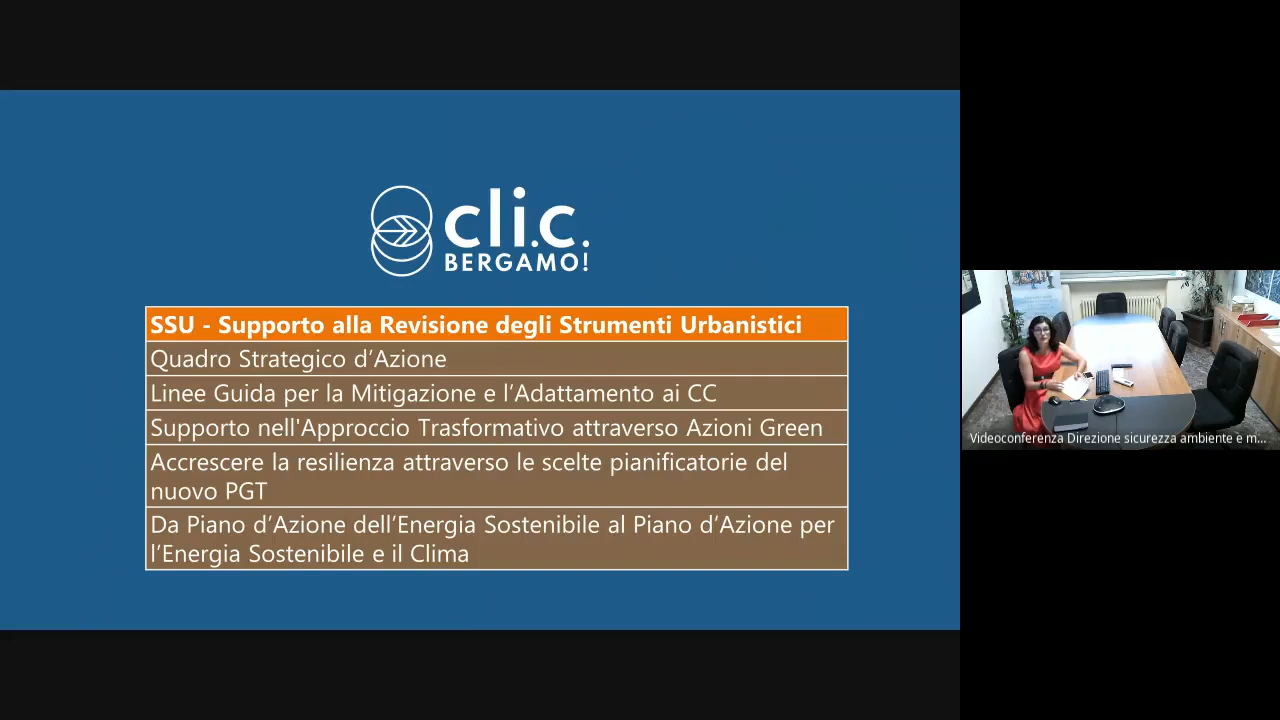 cli.c.
BERGAMO!
SSU - Supporto alla Revisione degli Strumenti Urbanistici
Quadro Strategico d’Azione
Linee Guida per la Mitigazione e l’Adattamento ai CC
Supporto nell'Approccio Trasformativo attraverso Azioni Green
Accrescere la resilienza attraverso le scelte pianificatorie del
nuovo PGT
Da Piano d’Azione dell’Energia Sostenibile al Piano d’Azione per
l’Energia Sostenibile e il Clima
Videoconferenza Direzione sicurezza ambiente e m...